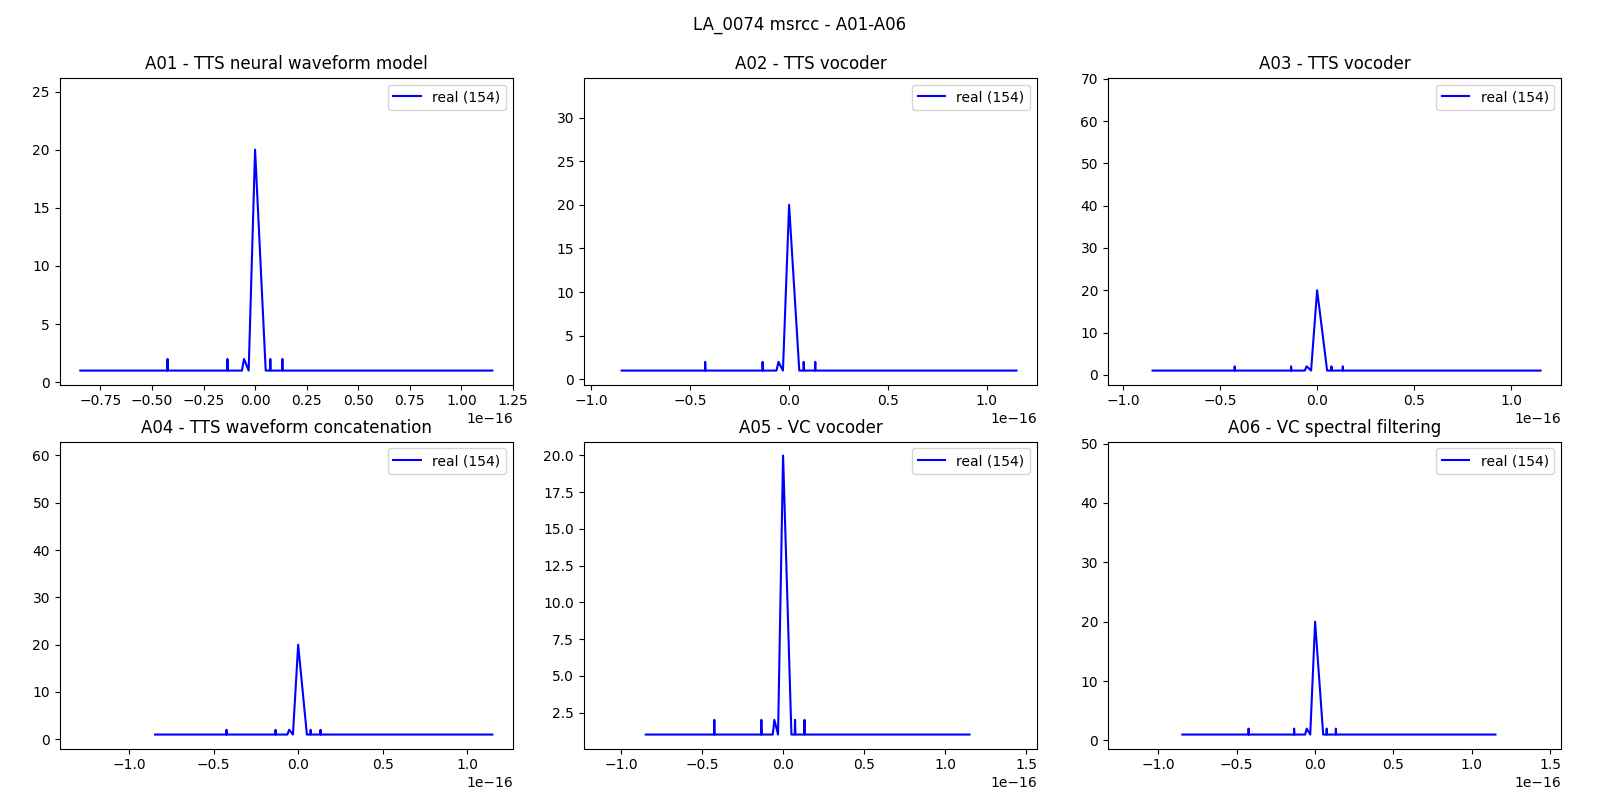 LA_0074 msrcc - A01-A06
A01 - TTS neural waveform model
25
20
15
10
5
0
real (154)
−0.75 −0.50 −0.25 0.00 0.25 0.50 0.75 1.00 1.25
1e−16
A02 - TTS vocoder
30
25
20
15
10
5
0
real (154)
−1.0 −0.5 0.0 0.5 1.0
1e−16
A03 - TTS vocoder
70
60
50
40
30
20
10
0
real (154)
−1.0 −0.5 0.0 0.5 1.0
1e−16
A04 - TTS waveform concatenation
60
50
40
30
20
10
0
real (154)
−1.0 −0.5 0.0 0.5 1.0
1e−16
A05 - VC vocoder
20.0
17.5
15.0
12.5
10.0
7.5
5.0
2.5
real (154)
−1.0 −0.5 0.0 0.5 1.0 1.5
1e−16
A06 - VC spectral filtering
50
40
30
20
10
0
real (154)
−1.0 −0.5 0.0 0.5 1.0 1.5
1e−16